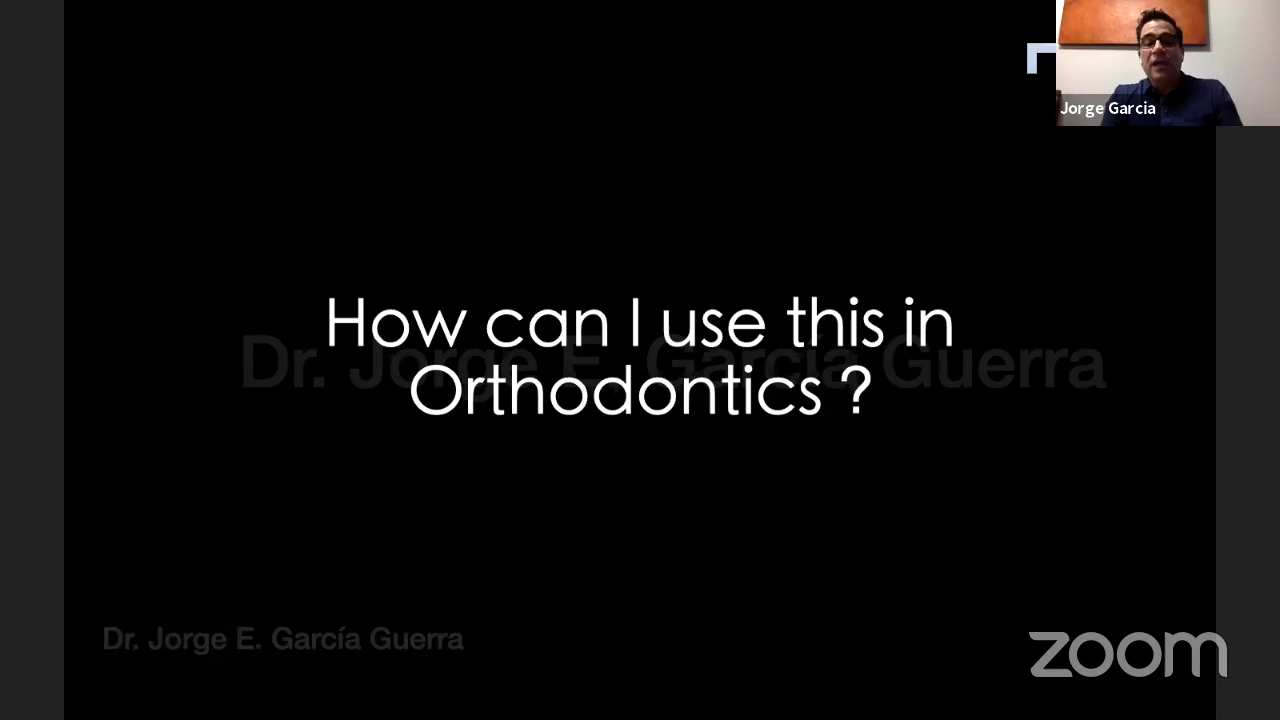 Jorge Garcia
How can I use this in
Dr. Jorge E. García Guerra
Orthodontics ?
Dr. Jorge E. García Guerra
zoom